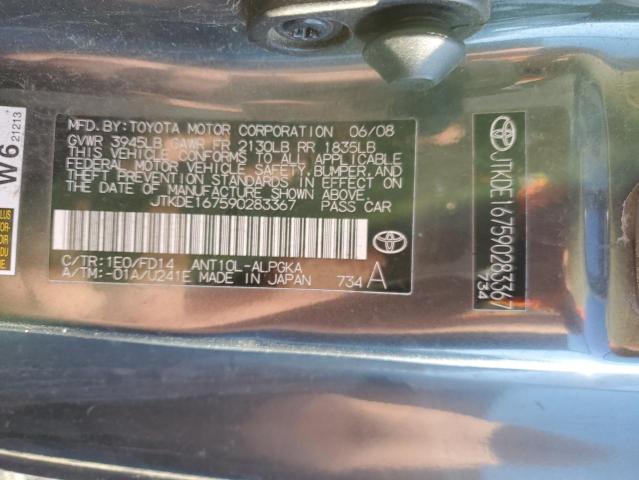 MFD. BY: TOYOTA MOTOR CORPORATION 06/08
GVWR 3945LB GAWR FR 2130LB RR 1835LB
THIS VEHICLE CONFORMS TO ALL APPLICABLE
FEDERAL MOTOR VEHICLE SAFETY, BUMPER, AND
THEFT PREVENTION STANDARDS IN EFFECT ON
THE DATE OF MANUFACTURE SHOWN ABOVE.
JTKDE167590283367 PASS CAR
C/TR: 1E0/FD14 ANT10L-ALPGKA
A/TM: -01A/U241E MADE IN JAPAN 734 A
W6
21213
JTKDE167590283367
734